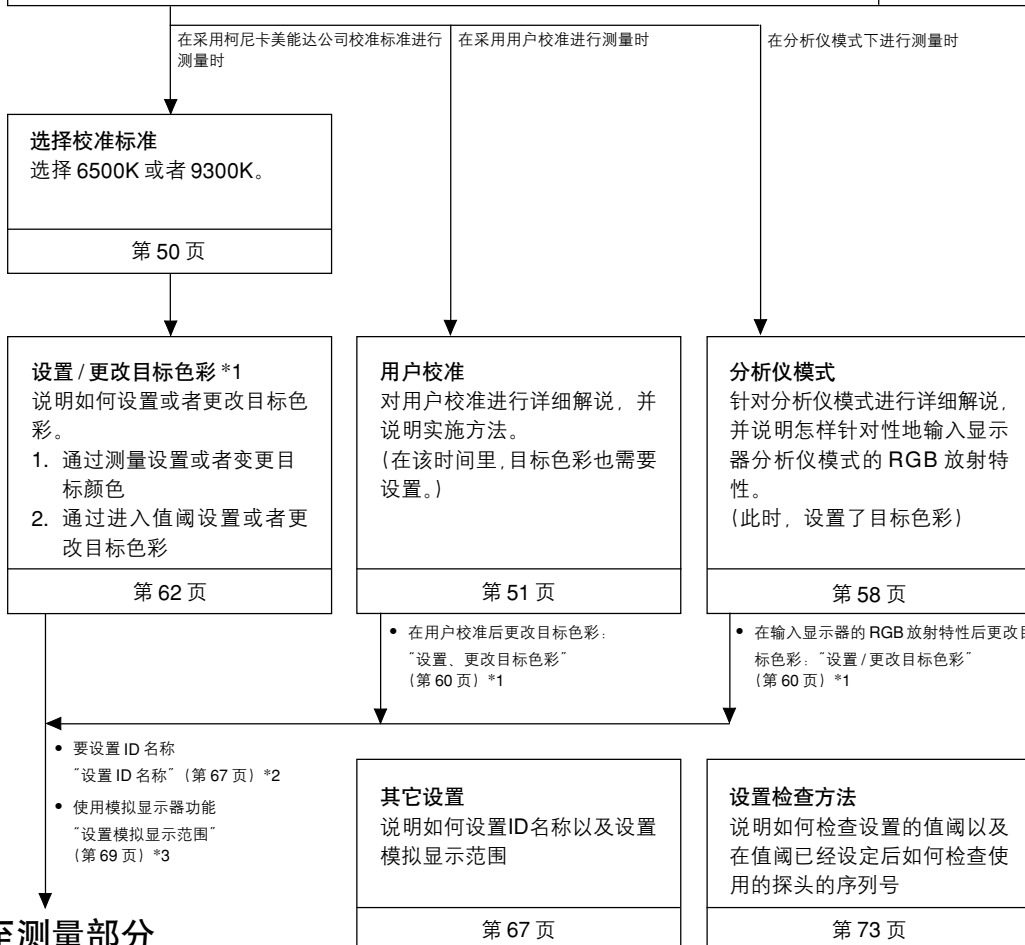 在采用柯尼卡美能达公司校准标准进行
测量时
在采用用户校准进行测量时
在分析仪模式下进行测量时
选择校准标准
选择 6500K 或者 9300K。
第 50 页
设置 / 更改目标色彩 *1
说明如何设置或者更改目标色
彩。
1. 通过测量设置或者变更目
标颜色
2. 通过进入值阈设置或者更
改目标色彩
第 62 页
用户校准
对用户校准进行详细解说，并
说明实施方法。
（在该时间里，目标色彩也需要
设置。）
第 51 页
分析仪模式
针对分析仪模式进行详细解说，
并说明怎样针对性地输入显示
器分析仪模式的 RGB 放射特
性。
（此时，设置了目标色彩）
第 58 页
• 在用户校准后更改目标色彩：
"设置、更改目标色彩"
（第 60 页）*1
• 在输入显示器的 RGB 放射特性后更改目
标色彩："设置 / 更改目标色彩"
（第 60 页）*1
• 要设置 ID 名称
"设置 ID 名称"（第 67 页）*2
• 使用模拟显示器功能
"设置模拟显示范围"
（第 69 页）*3
至测量部分
其它设置
说明如何设置ID名称以及设置
模拟显示范围
第 67 页
设置检查方法
说明如何检查设置的值阈以及
在值阈已经设定后如何检查使
用的探头的序列号
第 73 页